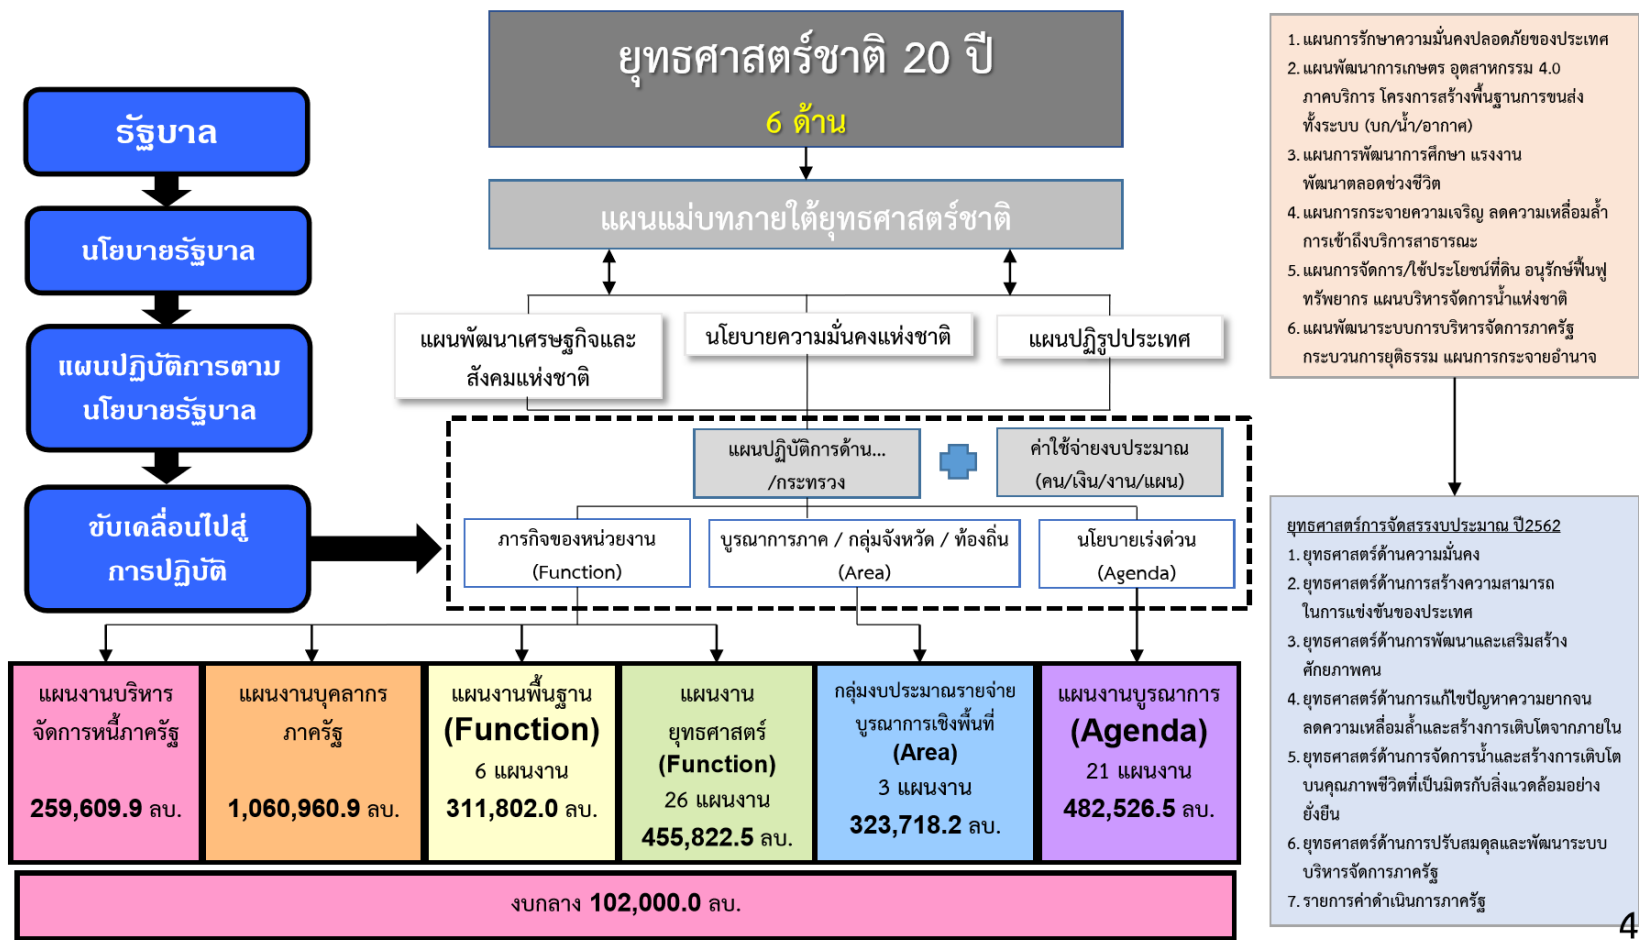 ยุทธศาสตร์ชาติ 20 ปี
6 ด้าน
แผนแม่บทภายใต้ยุทธศาสตร์ชาติ
รัฐบาล
นโยบายรัฐบาล
แผนปฏิบัติการตาม
นโยบายรัฐบาล
ขับเคลื่อนไปสู่
การปฏิบัติ
แผนพัฒนาเศรษฐกิจและ
สังคมแห่งชาติ
นโยบายความมั่นคงแห่งชาติ
แผนปฏิรูปประเทศ
แผนปฏิบัติการด้าน...
/กระทรวง
ค่าใช้จ่ายงบประมาณ
(คน/เงิน/งาน/แผน)
ภารกิจของหน่วยงาน
(Function)
บูรณาการภาค / กลุ่มจังหวัด / ท้องถิ่น
(Area)
นโยบายเร่งด่วน
(Agenda)
แผนงานบริหาร
จัดการหนี้ภาครัฐ
259,609.9 ลบ.
แผนงานบุคลากร
ภาครัฐ
1,060,960.9 ลบ.
แผนงานพื้นฐาน
(Function)
6 แผนงาน
311,802.0 ลบ.
แผนงาน
ยุทธศาสตร์
(Function)
26 แผนงาน
455,822.5 ลบ.
กลุ่มงบประมาณรายจ่าย
บูรณาการเชิงพื้นที่
(Area)
3 แผนงาน
323,718.2 ลบ.
แผนงานบูรณาการ
(Agenda)
21 แผนงาน
482,526.5 ลบ.
งบกลาง 102,000.0 ลบ.
1. แผนการรักษาความมั่นคงปลอดภัยของประเทศ
2. แผนพัฒนาการเกษตร อุตสาหกรรม 4.0
ภาคบริการ โครงการสร้างพื้นฐานการขนส่ง
ทั้งระบบ (บก/น้ำ/อากาศ)
3. แผนการพัฒนาการศึกษา แรงงาน
พัฒนาตลอดช่วงชีวิต
4. แผนการกระจายความเจริญ ลดความเหลื่อมล้ำ
การเข้าถึงบริการสาธารณะ
5. แผนการจัดการ/ใช้ประโยชน์ที่ดิน อนุรักษ์ฟื้นฟู
ทรัพยากร แผนบริหารจัดการน้ำแห่งชาติ
6. แผนพัฒนาระบบการบริหารจัดการภาครัฐ
กระบวนการยุติธรรม แผนการกระจายอำนาจ
ยุทธศาสตร์การจัดสรรงบประมาณ ปี2562
1. ยุทธศาสตร์ด้านความมั่นคง
2. ยุทธศาสตร์ด้านการสร้างความสามารถ
ในการแข่งขันของประเทศ
3. ยุทธศาสตร์ด้านการพัฒนาและเสริมสร้าง
ศักยภาพคน
4. ยุทธศาสตร์ด้านการแก้ไขปัญหาความยากจน
ลดความเหลื่อมล้ำและสร้างการเติบโตจากภายใน
5. ยุทธศาสตร์ด้านการจัดการน้ำและสร้างการเติบโต
บนคุณภาพชีวิตที่เป็นมิตรกับสิ่งแวดล้อมอย่าง
ยั่งยืน
6. ยุทธศาสตร์ด้านการปรับสมดุลและพัฒนาระบบ
บริหารจัดการภาครัฐ
7. รายการค่าดำเนินการภาครัฐ
4